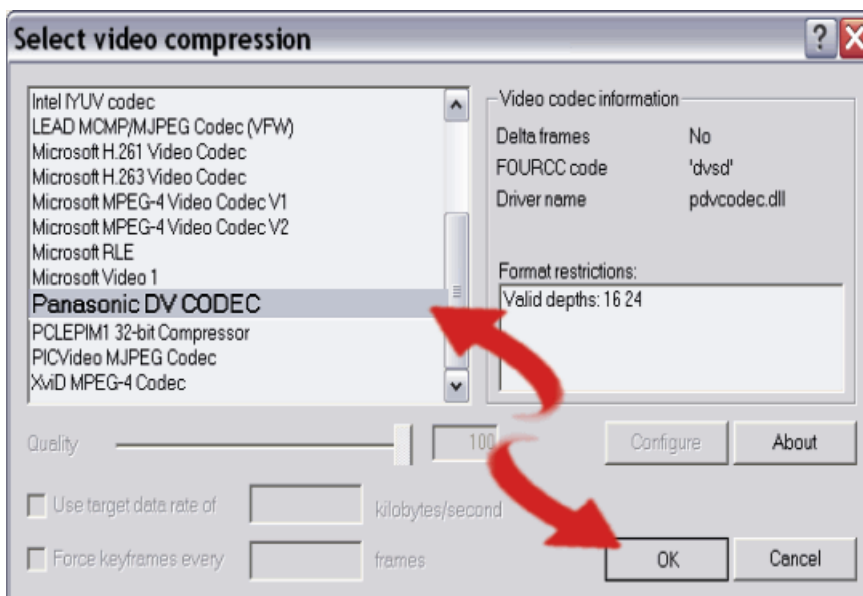 Select video compression
Intel IYUV codec
LEAD MCMP/MJPEG Codec (VFW)
Microsoft H.261 Video Codec
Microsoft H.263 Video Codec
Microsoft MPEG-4 Video Codec V1
Microsoft MPEG-4 Video Codec V2
Microsoft RLE
Microsoft Video 1
Panasonic DV CODEC
PCLEPIM1 32-bit Compressor
PICVideo MJPEG Codec
XviD MPEG-4 Codec
Video codec information
Delta frames No
FOURCC code 'dvsd'
Driver name pdvcodec.dll
Format restrictions:
Valid depths: 16 24
Quality 100 Configure About
Use target data rate of kilobytes/second
Force keyframes every frames OK Cancel